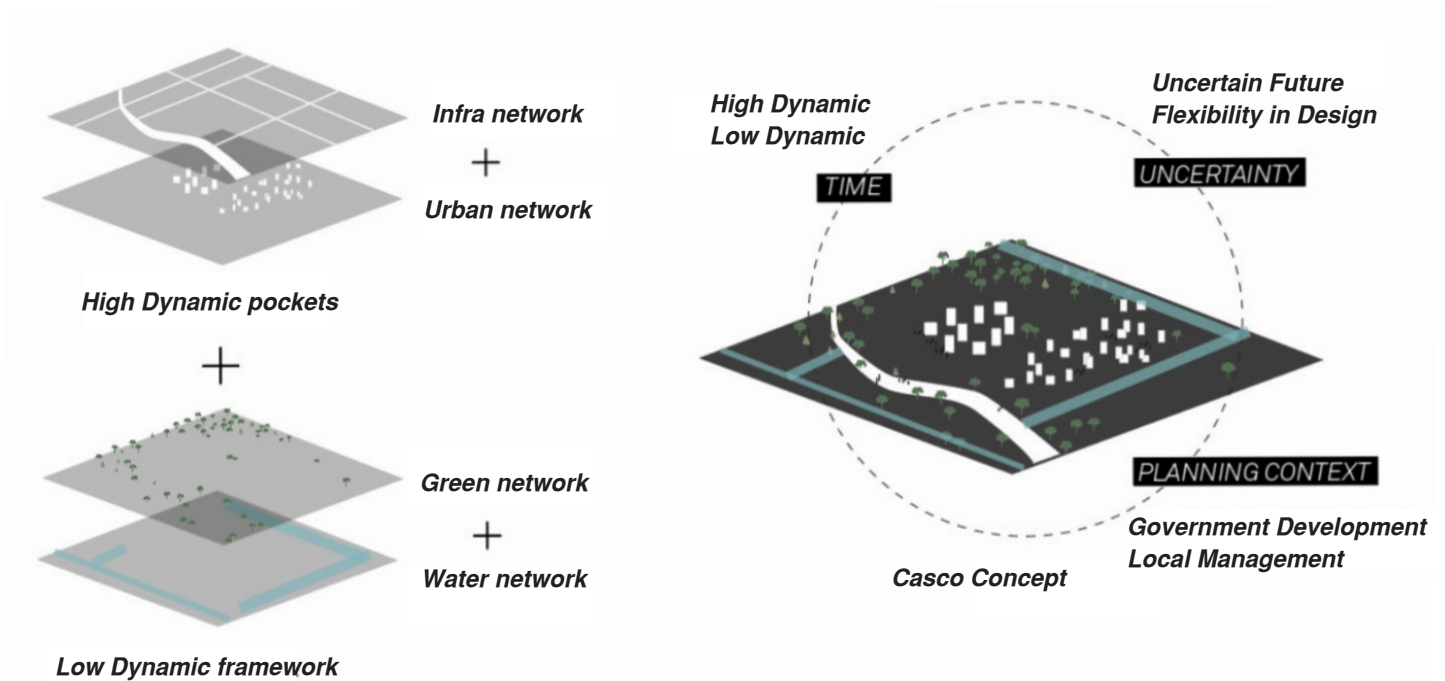 Infra network
+
Urban network
High Dynamic pockets
+
Green network
+
Water network
Low Dynamic framework
High Dynamic
Low Dynamic
TIME
Uncertain Future
Flexibility in Design
UNCERTAINTY
PLANNING CONTEXT
Government Development
Local Management
Casco Concept